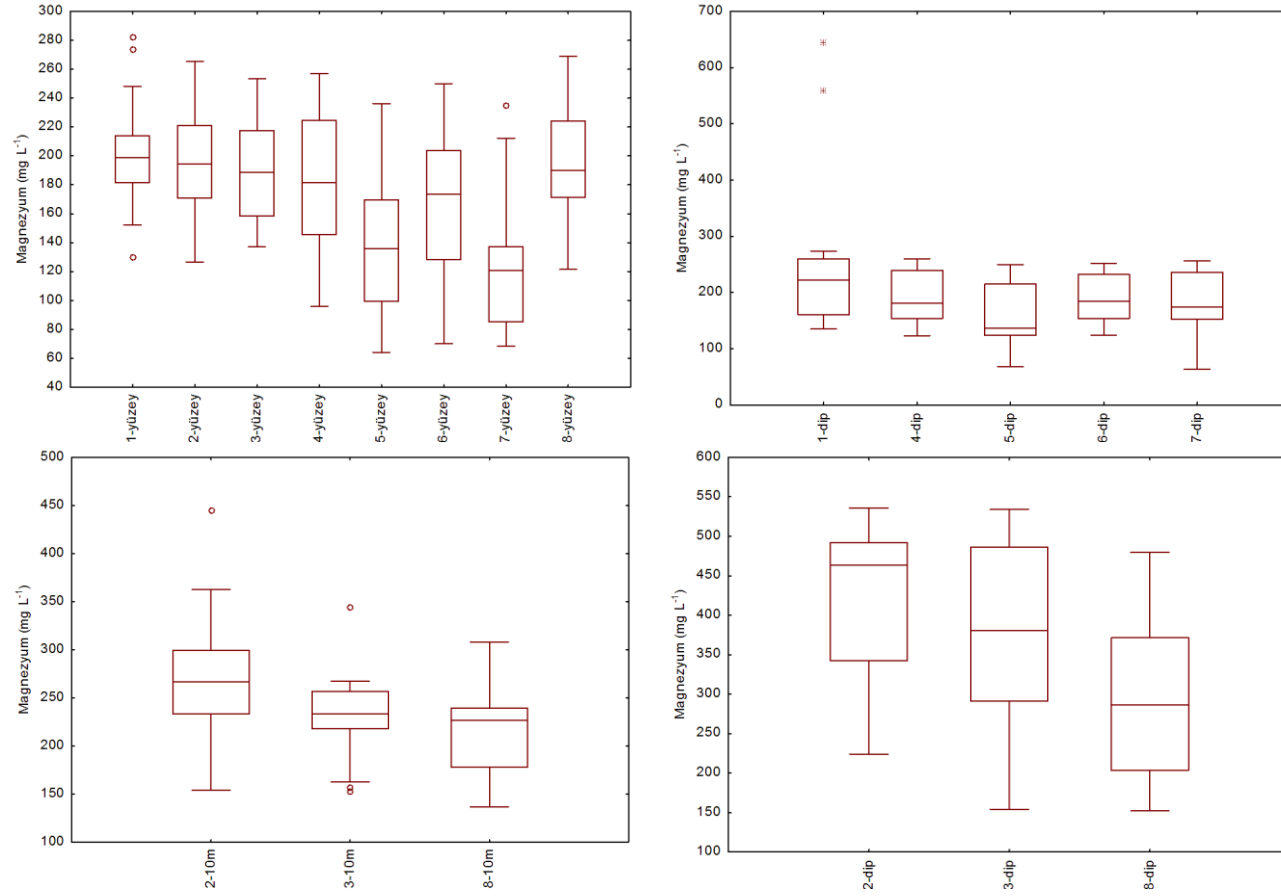 Magnezyum (mg L⁻¹)
300
280
260
240
220
200
180
160
140
120
100
80
60
40
1-yüzey
2-yüzey
3-yüzey
4-yüzey
5-yüzey
6-yüzey
7-yüzey
8-yüzey
Magnezyum (mg L⁻¹)
700
600
500
400
300
200
100
0
1-dip
4-dip
5-dip
6-dip
7-dip
Magnezyum (mg L⁻¹)
500
450
400
350
300
250
200
150
100
2-10m
3-10m
8-10m
Magnezyum (mg L⁻¹)
600
550
500
450
400
350
300
250
200
150
100
2-dip
3-dip
8-dip